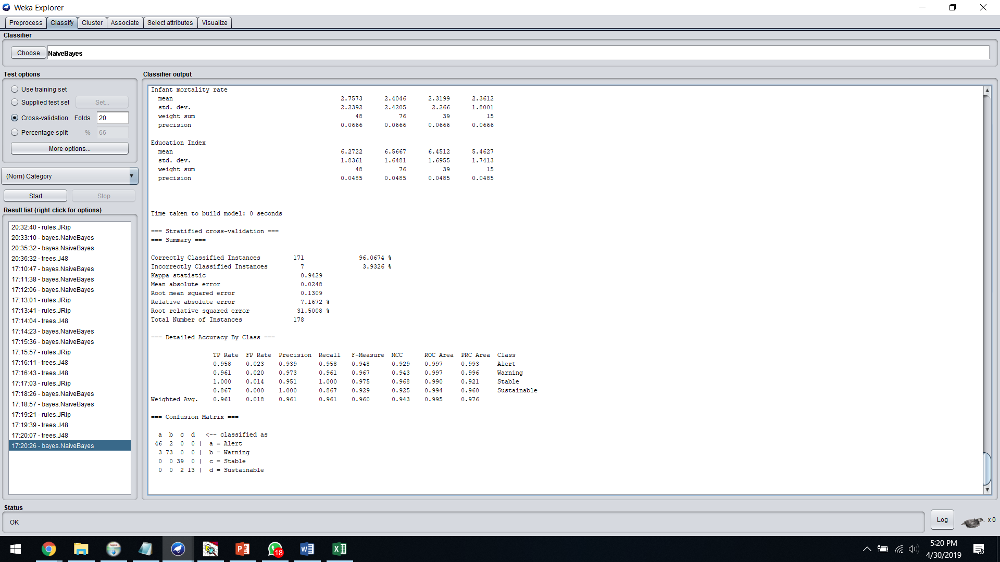 Weka Explorer
Preprocess Classify Cluster Associate Select attributes Visualize
Classifier
Choose NaiveBayes
Test options
Use training set
Supplied test set Set...
Cross-validation Folds 20
Percentage split % 66
More options...
(Nom) Category
Start Stop
Result list (right-click for options)
20:32:40 - rules.JRip
20:33:10 - bayes.NaiveBayes
20:35:32 - bayes.NaiveBayes
20:36:32 - trees.J48
17:10:47 - bayes.NaiveBayes
17:11:38 - bayes.NaiveBayes
17:12:06 - bayes.NaiveBayes
17:13:01 - rules.JRip
17:13:41 - rules.JRip
17:14:04 - trees.J48
17:14:23 - bayes.NaiveBayes
17:15:36 - bayes.NaiveBayes
17:15:57 - rules.JRip
17:16:11 - trees.J48
17:16:43 - trees.J48
17:17:03 - rules.JRip
17:18:26 - bayes.NaiveBayes
17:18:57 - bayes.NaiveBayes
17:19:21 - rules.JRip
17:19:39 - trees.J48
17:20:07 - trees.J48
17:20:26 - bayes.NaiveBayes
Classifier output
Infant mortality rate
mean 2.7573 2.4046 2.3199 2.3612
std. dev. 2.2392 2.4205 2.266 1.8001
weight sum 48 76 39 15
precision 0.0666 0.0666 0.0666 0.0666
Education Index
mean 6.2722 6.5667 6.4512 5.4627
std. dev. 1.8361 1.6481 1.6955 1.7413
weight sum 48 76 39 15
precision 0.0485 0.0485 0.0485 0.0485
Time taken to build model: 0 seconds
=== Stratified cross-validation ===
=== Summary ===
Correctly Classified Instances 171 96.0674 %
Incorrectly Classified Instances 7 3.9326 %
Kappa statistic 0.9429
Mean absolute error 0.0248
Root mean squared error 0.1309
Relative absolute error 7.1672 %
Root relative squared error 31.5008 %
Total Number of Instances 178
=== Detailed Accuracy By Class ===
TP Rate FP Rate Precision Recall F-Measure MCC ROC Area PRC Area Class
0.958 0.023 0.939 0.958 0.948 0.929 0.997 0.993 Alert
0.961 0.020 0.973 0.961 0.967 0.943 0.997 0.996 Warning
1.000 0.014 0.951 1.000 0.975 0.968 0.990 0.921 Stable
0.867 0.000 1.000 0.867 0.929 0.925 0.994 0.960 Sustainable
Weighted Avg. 0.961 0.018 0.961 0.961 0.960 0.943 0.995 0.976
=== Confusion Matrix ===
a b c d <-- classified as
46 2 0 0 | a = Alert
3 73 0 0 | b = Warning
0 0 39 0 | c = Stable
0 0 2 13 | d = Sustainable
Status
OK
Log x 0
18
5:20 PM
4/30/2019